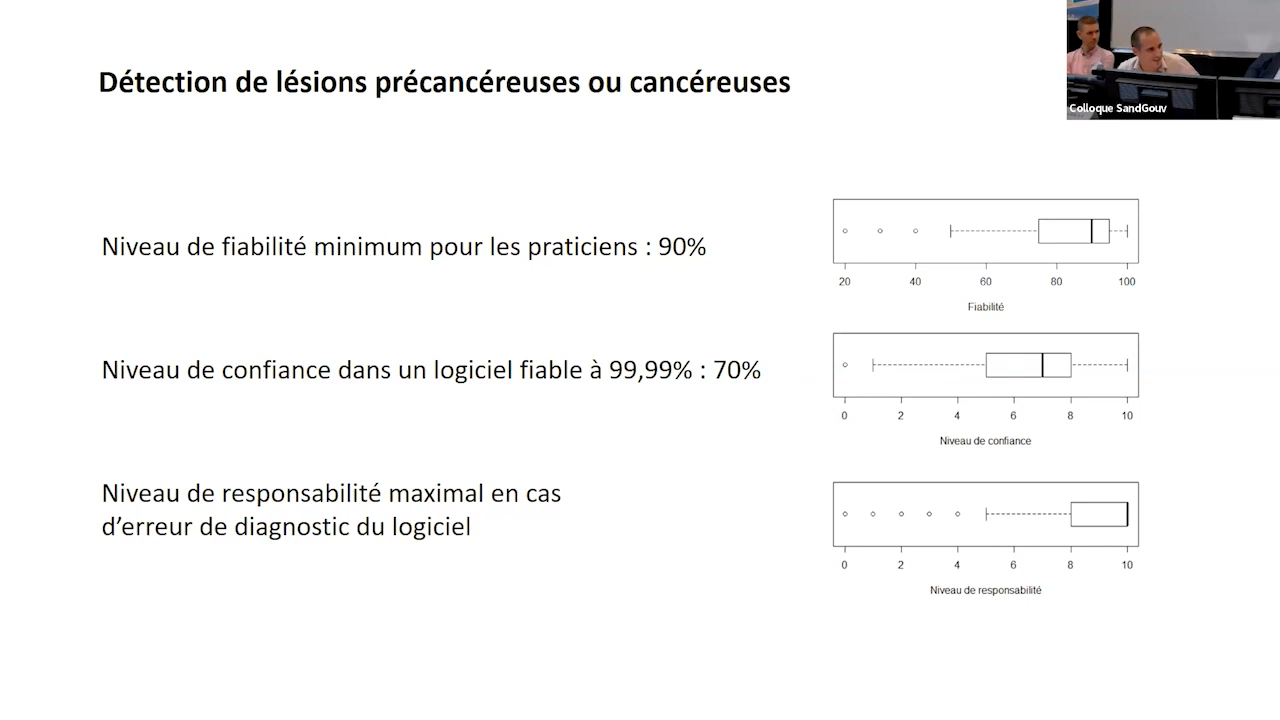 Détection de lésions précancéreuses ou cancéreuses
Colloque SandGouv
Niveau de fiabilité minimum pour les praticiens : 90%
20 40 60 80 100
Fiabilité
Niveau de confiance dans un logiciel fiable à 99,99% : 70%
0 2 4 6 8 10
Niveau de confiance
Niveau de responsabilité maximal en cas
d’erreur de diagnostic du logiciel
0 2 4 6 8 10
Niveau de responsabilité